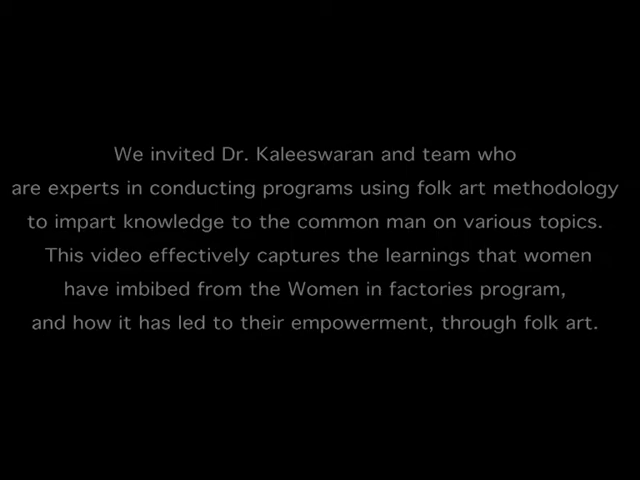 We invited Dr. Kaleeswaran and team who
are experts in conducting programs using folk art methodology
to impart knowledge to the common man on various topics.
This video effectively captures the learnings that women
have imbibed from the Women in factories program,
and how it has led to their empowerment, through folk art.